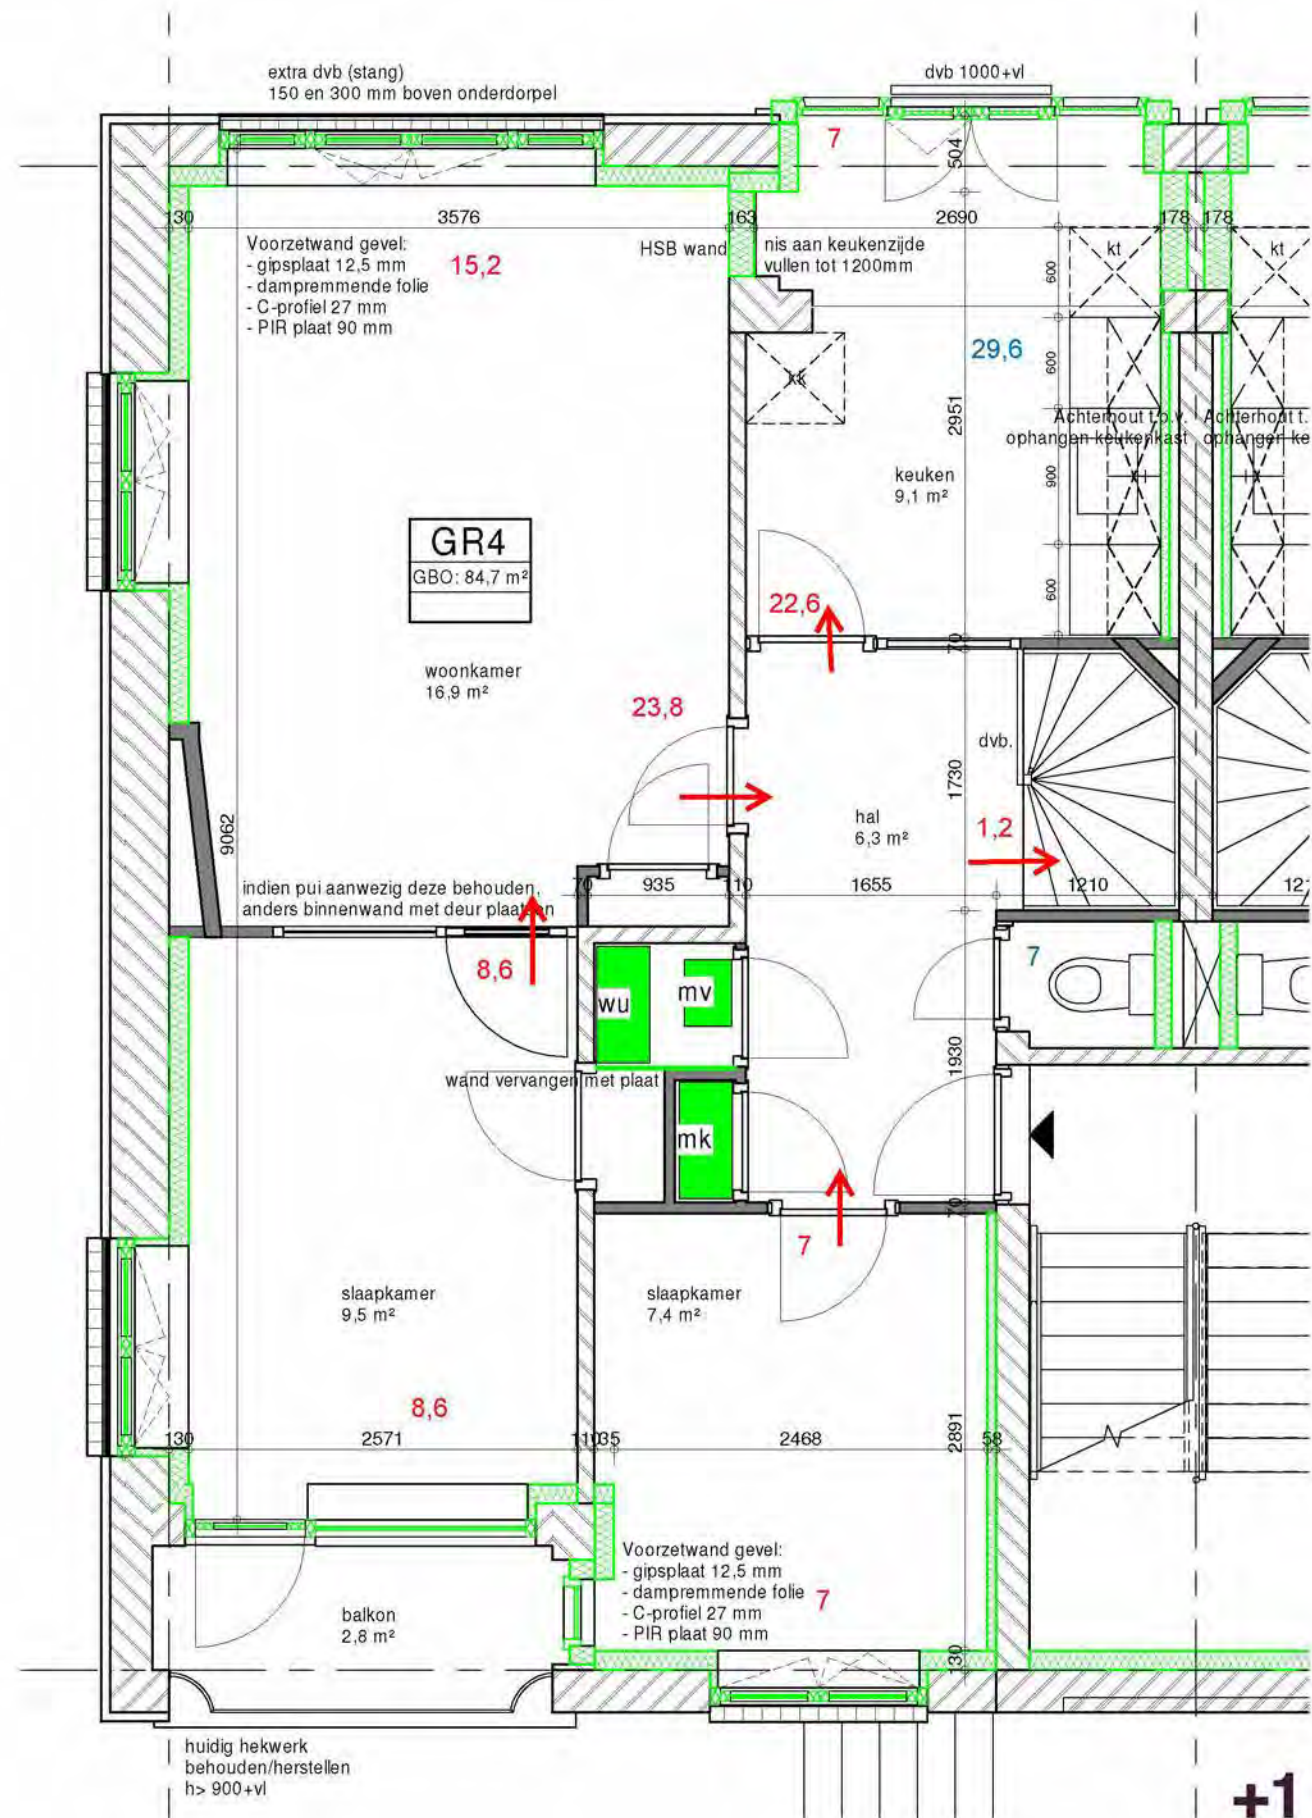 extra dvb (stang)
150 en 300 mm boven onderdorpel
dvb 1000+vl
7
504
130
3576
163
2690
178
178
Voorzetwand gevel:
- gipsplaat 12,5 mm
- dampremmende folie
- C-profiel 27 mm
- PIR plaat 90 mm
15,2
HSB wand
nis aan keukenzijde
vullen tot 1200mm
kt
kt
600
29,6
600
kk
2951
Achterhout t.b.v.
ophangen keukenkast
Achterhout t.
ophangen ke
keuken
9,1 m²
900
GR4
GBO: 84,7 m²
600
22,6
70
woonkamer
16,9 m²
23,8
dvb.
1730
hal
6,3 m²
1,2
9062
indien pui aanwezig deze behouden,
anders binnenwand met deur plaatsen
70
935
110
1655
1210
121
8,6
wu
mv
7
1930
wand vervangen met plaat
mk
70
7
slaapkamer
9,5 m²
slaapkamer
7,4 m²
8,6
130
2571
110
35
2468
2891
58
Voorzetwand gevel:
- gipsplaat 12,5 mm
- dampremmende folie
- C-profiel 27 mm
- PIR plaat 90 mm
7
balkon
2,8 m²
130
huidig hekwerk
behouden/herstellen
h> 900+vl
+1